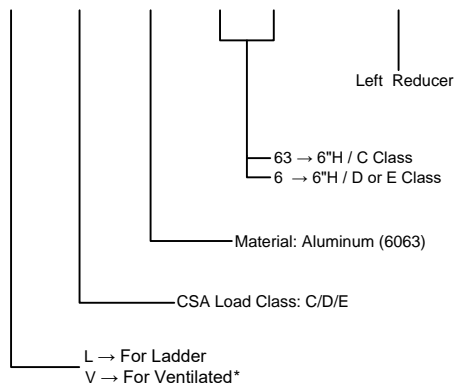 Left Reducer
63 → 6"H / C Class
6 → 6"H / D or E Class
Material: Aluminum (6063)
CSA Load Class: C/D/E
L → For Ladder
V → For Ventilated*